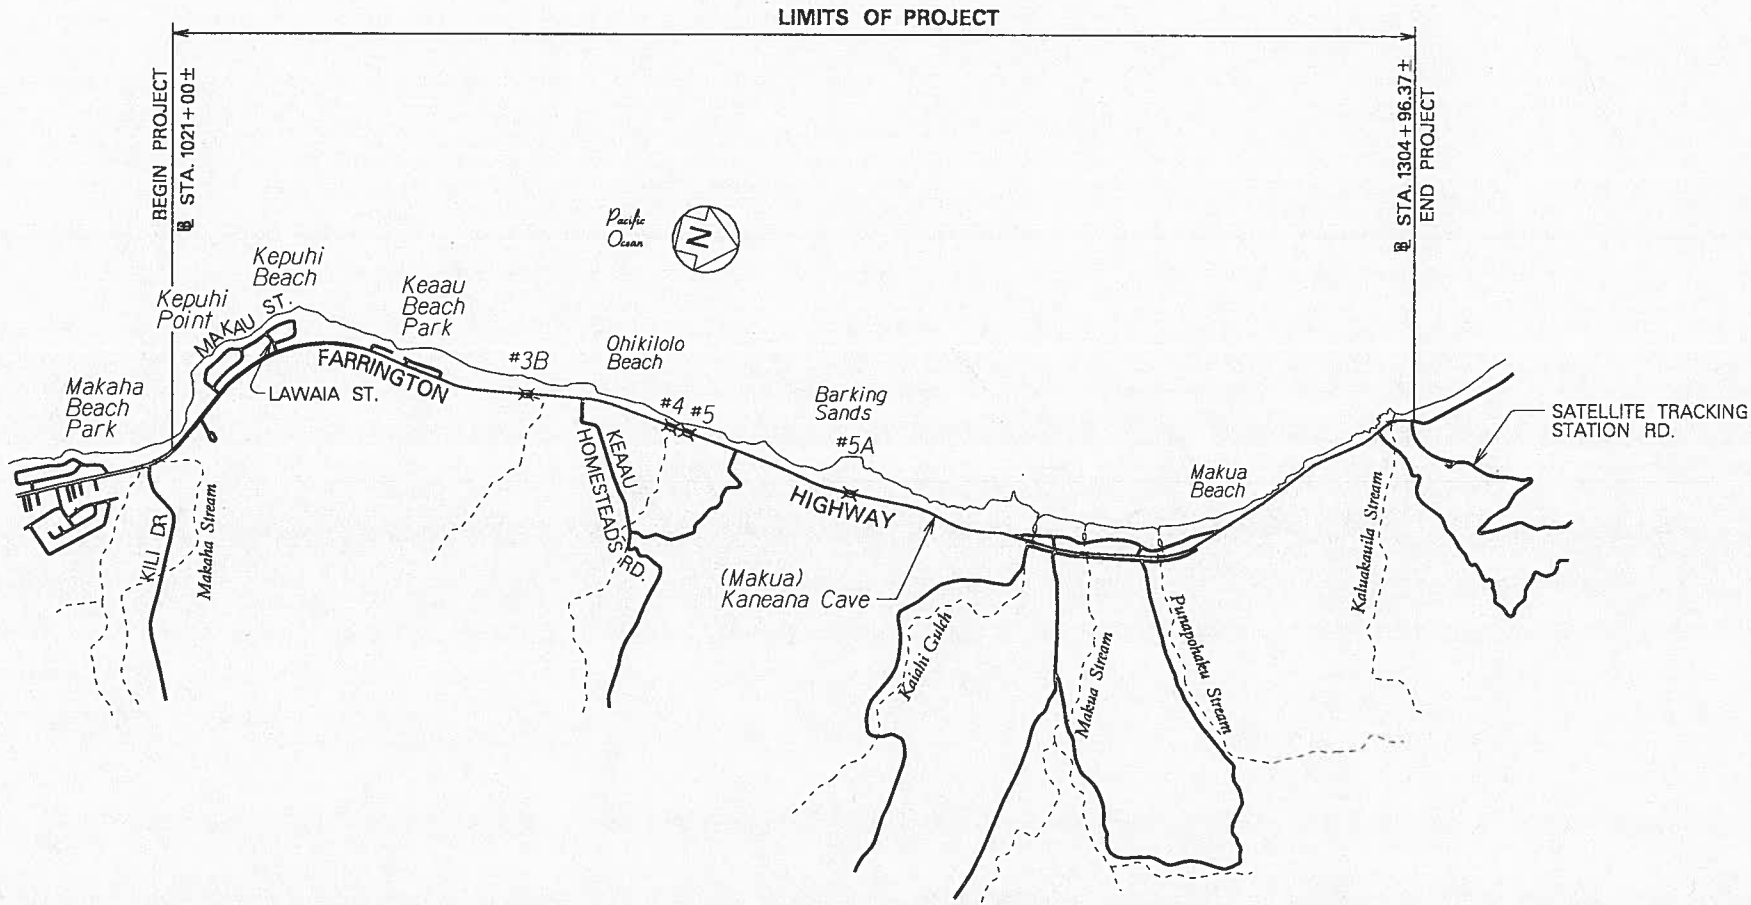 LIMITS OF PROJECT
BEGIN PROJECT
℄ STA. 1021+00±
℄ STA. 1304+96.37±
END PROJECT
Pacific
Ocean
N
Kepuhi
Beach
Kepuhi
Point
MAKAU ST.
Keaau
Beach
Park
FARRINGTON
LAWAIA ST.
#3B
Ohikilolo
Beach
#4
#5
Makaha
Beach
Park
Barking
Sands
#5A
HIGHWAY
KEAAU
HOMESTEADS RD.
Makua
Beach
SATELLITE TRACKING
STATION RD.
KILI DR
Makaha Stream
(Makua)
Kaneana Cave
Kaiahi Gulch
Makua Stream
Punapohaku Stream
Kaluakauila Stream